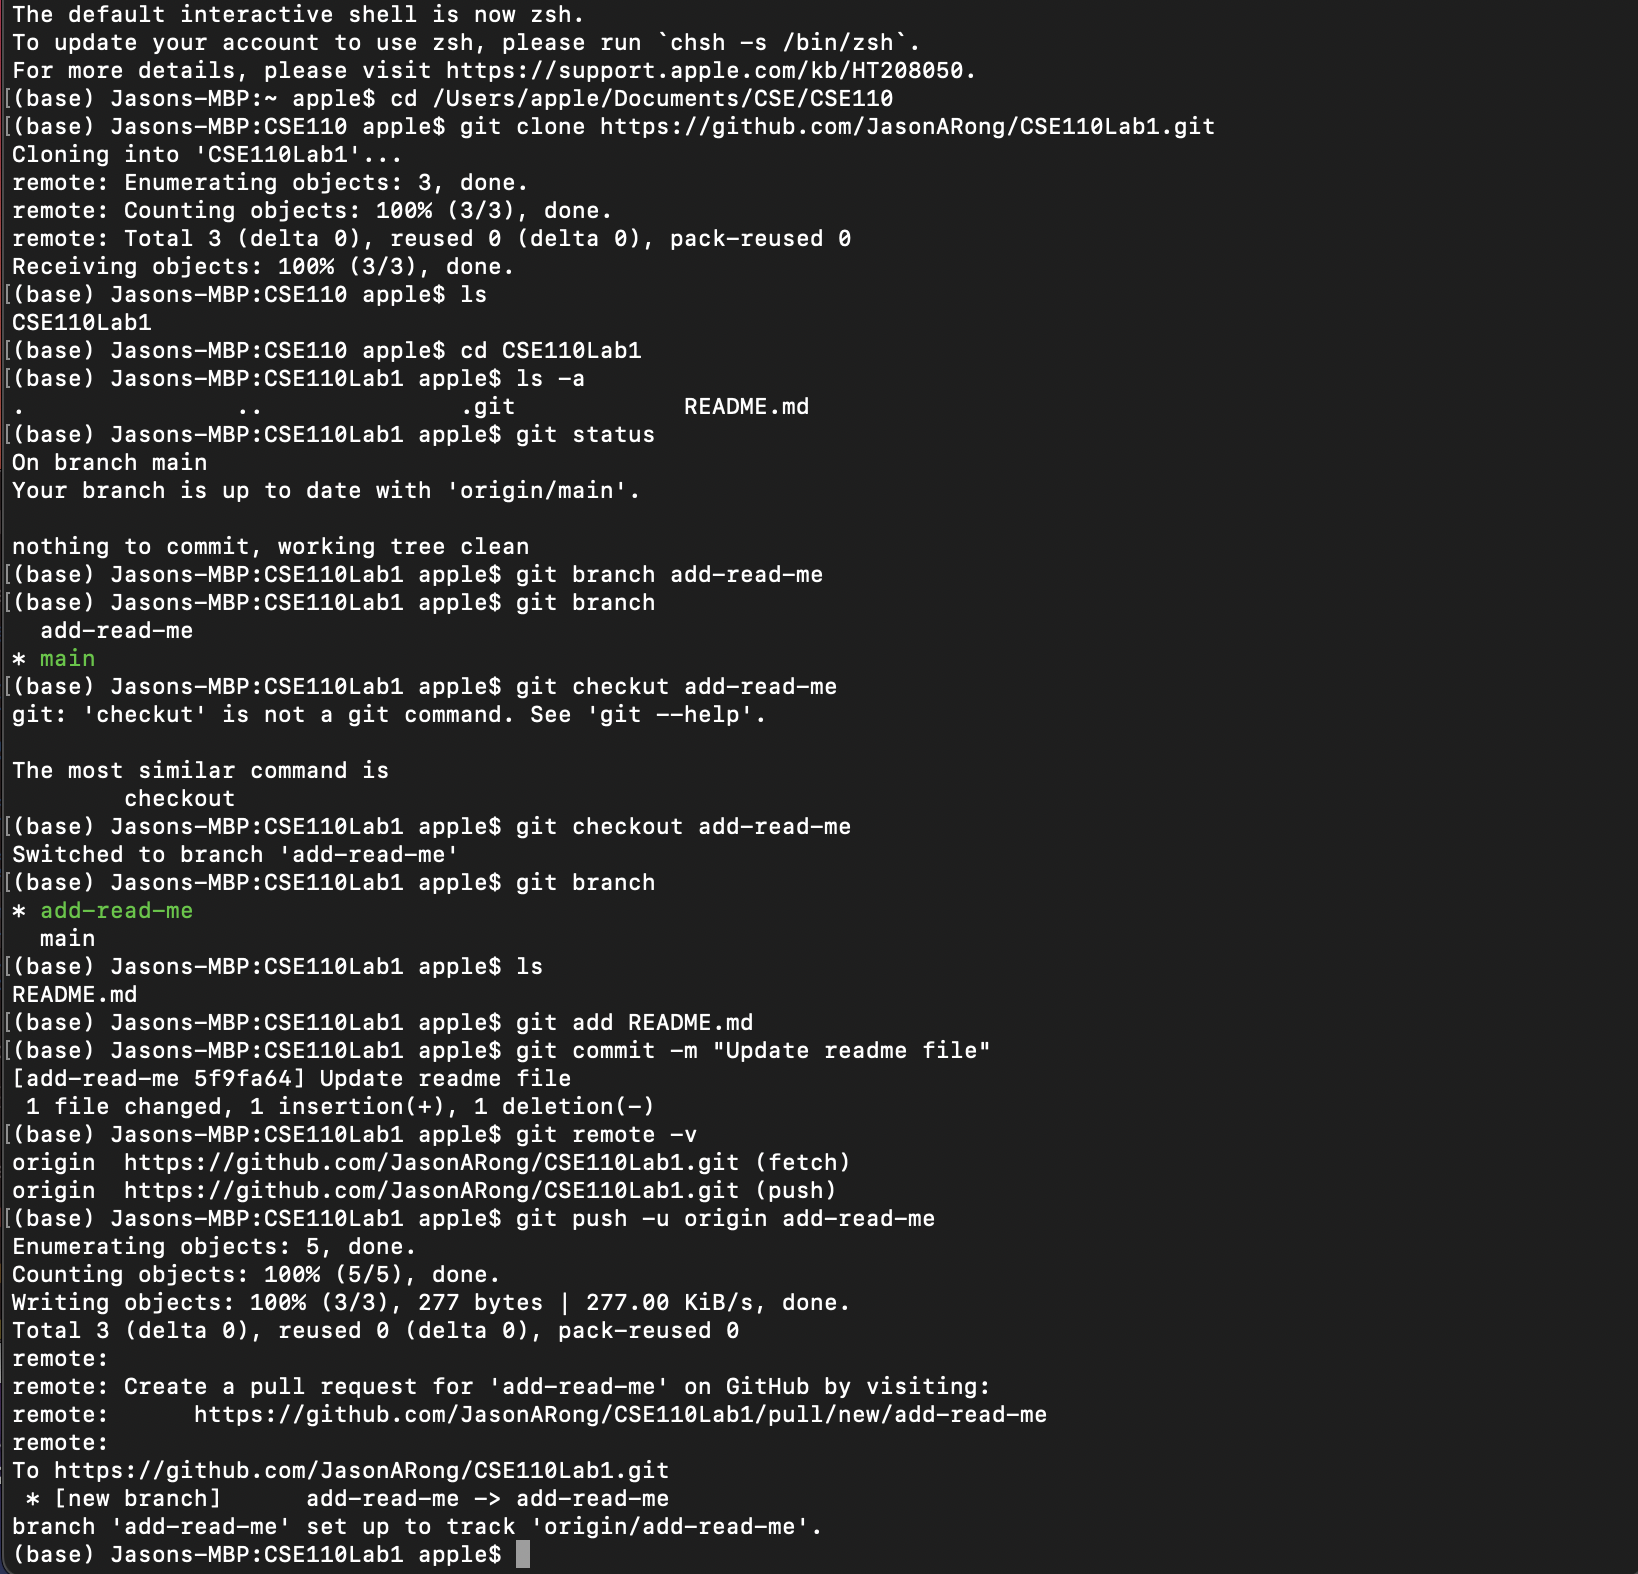 The default interactive shell is now zsh.
To update your account to use zsh, please run `chsh -s /bin/zsh`.
For more details, please visit https://support.apple.com/kb/HT208050.
[(base) Jasons-MBP:~ apple$ cd /Users/apple/Documents/CSE/CSE110
[(base) Jasons-MBP:CSE110 apple$ git clone https://github.com/JasonARong/CSE110Lab1.git
Cloning into 'CSE110Lab1'...
remote: Enumerating objects: 3, done.
remote: Counting objects: 100% (3/3), done.
remote: Total 3 (delta 0), reused 0 (delta 0), pack-reused 0
Receiving objects: 100% (3/3), done.
[(base) Jasons-MBP:CSE110 apple$ ls
CSE110Lab1
[(base) Jasons-MBP:CSE110 apple$ cd CSE110Lab1
[(base) Jasons-MBP:CSE110Lab1 apple$ ls -a
.               ..              .git            README.md
[(base) Jasons-MBP:CSE110Lab1 apple$ git status
On branch main
Your branch is up to date with 'origin/main'.

nothing to commit, working tree clean
[(base) Jasons-MBP:CSE110Lab1 apple$ git branch add-read-me
[(base) Jasons-MBP:CSE110Lab1 apple$ git branch
  add-read-me
* main
[(base) Jasons-MBP:CSE110Lab1 apple$ git checkut add-read-me
git: 'checkut' is not a git command. See 'git --help'.

The most similar command is
        checkout
[(base) Jasons-MBP:CSE110Lab1 apple$ git checkout add-read-me
Switched to branch 'add-read-me'
[(base) Jasons-MBP:CSE110Lab1 apple$ git branch
* add-read-me
  main
[(base) Jasons-MBP:CSE110Lab1 apple$ ls
README.md
[(base) Jasons-MBP:CSE110Lab1 apple$ git add README.md
[(base) Jasons-MBP:CSE110Lab1 apple$ git commit -m "Update readme file"
[add-read-me 5f9fa64] Update readme file
 1 file changed, 1 insertion(+), 1 deletion(-)
[(base) Jasons-MBP:CSE110Lab1 apple$ git remote -v
origin  https://github.com/JasonARong/CSE110Lab1.git (fetch)
origin  https://github.com/JasonARong/CSE110Lab1.git (push)
[(base) Jasons-MBP:CSE110Lab1 apple$ git push -u origin add-read-me
Enumerating objects: 5, done.
Counting objects: 100% (5/5), done.
Writing objects: 100% (3/3), 277 bytes | 277.00 KiB/s, done.
Total 3 (delta 0), reused 0 (delta 0), pack-reused 0
remote:
remote: Create a pull request for 'add-read-me' on GitHub by visiting:
remote:      https://github.com/JasonARong/CSE110Lab1/pull/new/add-read-me
remote:
To https://github.com/JasonARong/CSE110Lab1.git
 * [new branch]      add-read-me -> add-read-me
branch 'add-read-me' set up to track 'origin/add-read-me'.
(base) Jasons-MBP:CSE110Lab1 apple$